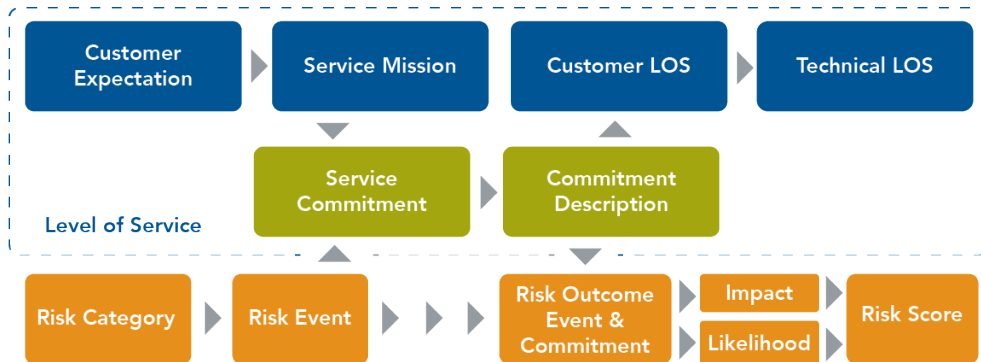 Customer
Expectation
Service Mission
Customer LOS
Technical LOS
Service
Commitment
Commitment
Description
Level of Service
Risk Category
Risk Event
Risk Outcome
Event &
Commitment
Impact
Likelihood
Risk Score